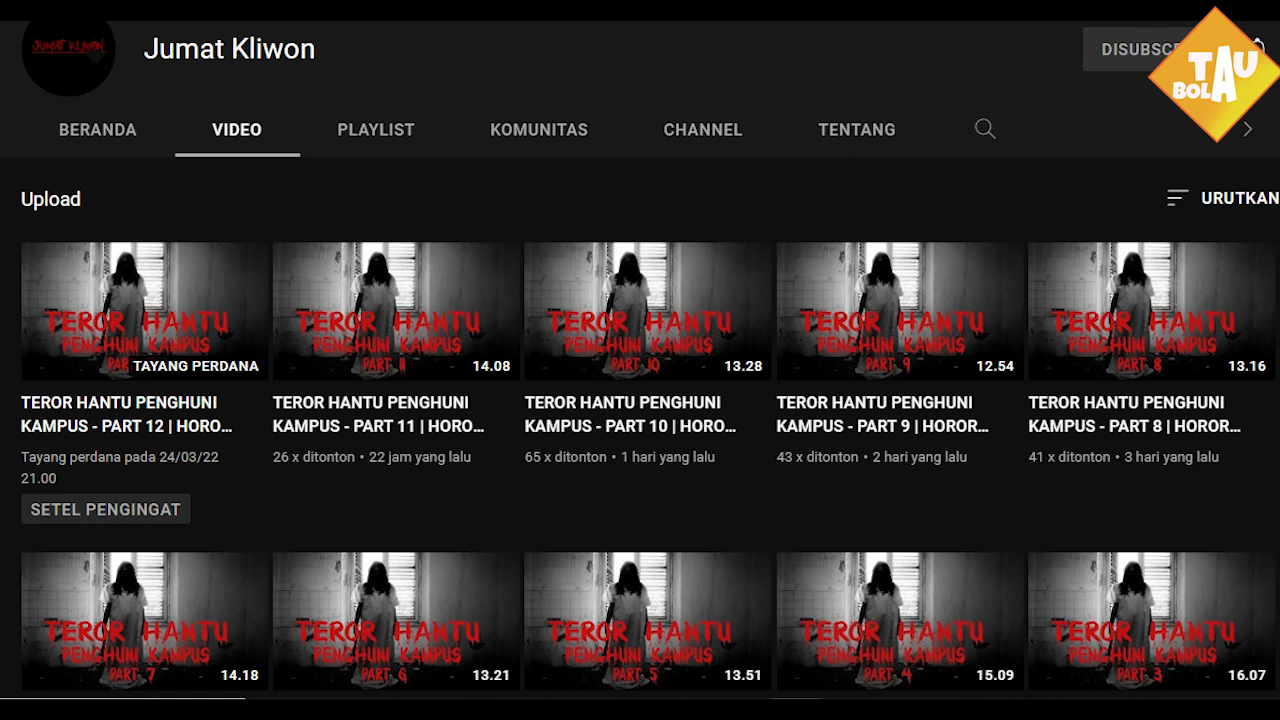 JUMAT KLIWON
Jumat Kliwon
TAU
BOLA
BERANDA VIDEO PLAYLIST KOMUNITAS CHANNEL TENTANG
Upload
URUTKAN
TEROR HANTU
PENGHUNI KAMPUS
TAYANG PERDANA
TEROR HANTU PENGHUNI
KAMPUS - PART 12 | HORO...
Tayang perdana pada 24/03/22
21.00
SETEL PENGINGAT
TEROR HANTU
PENGHUNI KAMPUS
PART 11
14.08
TEROR HANTU PENGHUNI
KAMPUS - PART 11 | HORO...
26 x ditonton • 22 jam yang lalu
TEROR HANTU
PENGHUNI KAMPUS
PART 10
13.28
TEROR HANTU PENGHUNI
KAMPUS - PART 10 | HORO...
65 x ditonton • 1 hari yang lalu
TEROR HANTU
PENGHUNI KAMPUS
PART 9
12.54
TEROR HANTU PENGHUNI
KAMPUS - PART 9 | HOROR...
43 x ditonton • 2 hari yang lalu
TEROR HANTU
PENGHUNI KAMPUS
PART 8
13.16
TEROR HANTU PENGHUNI
KAMPUS - PART 8 | HOROR...
41 x ditonton • 3 hari yang lalu
TEROR HANTU
PENGHUNI KAMPUS
PART 7
14.18
TEROR HANTU
PENGHUNI KAMPUS
PART 6
13.21
TEROR HANTU
PENGHUNI KAMPUS
PART 5
13.51
TEROR HANTU
PENGHUNI KAMPUS
PART 4
15.09
TEROR HANTU
PENGHUNI KAMPUS
PART 3
16.07